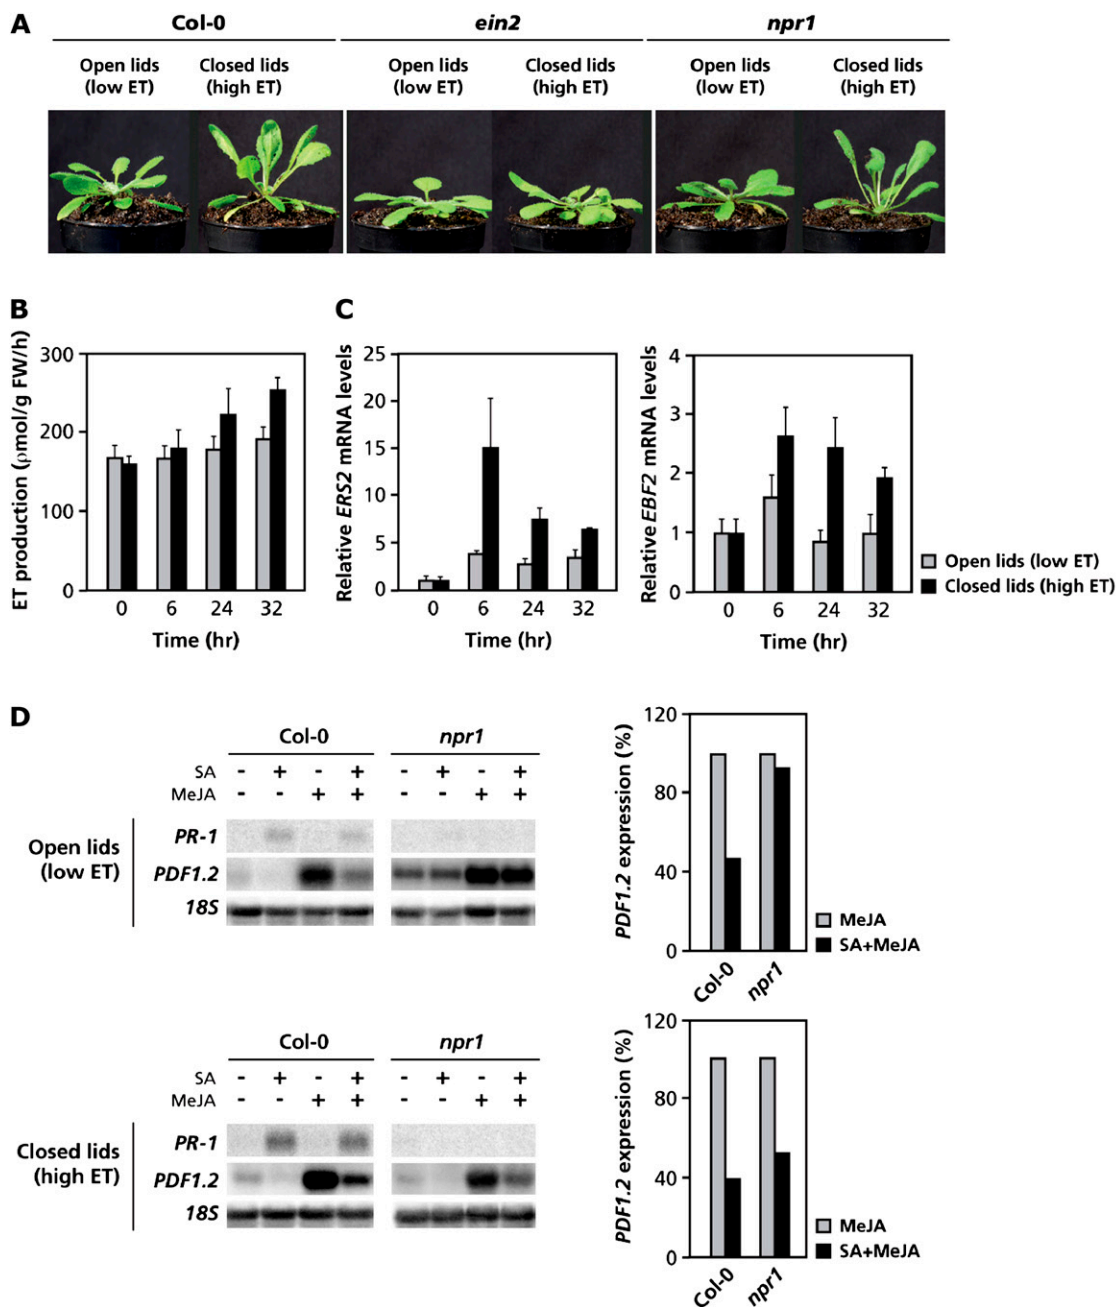 A
Col-0 ein2 npr1
Open lids Closed lids Open lids Closed lids Open lids Closed lids
(low ET) (high ET) (low ET) (high ET) (low ET) (high ET)
B
ET production (ρmol/g FW/h)
300
200
100
0
0 6 24 32
Time (hr)
C
Relative ERS2 mRNA levels
25
20
15
10
5
0
0 6 24 32
Time (hr)
Relative EBF2 mRNA levels
4
3
2
1
0
0 6 24 32
Time (hr)
Open lids (low ET)
Closed lids (high ET)
D
Col-0 npr1
SA - + - + - + - +
MeJA - - + + - - + +
Open lids
(low ET)
PR-1
PDF1.2
18S
PDF1.2 expression (%)
120
80
40
0
Col-0 npr1
MeJA
SA+MeJA
Col-0 npr1
SA - + - + - + - +
MeJA - - + + - - + +
Closed lids
(high ET)
PR-1
PDF1.2
18S
PDF1.2 expression (%)
120
80
40
0
Col-0 npr1
MeJA
SA+MeJA